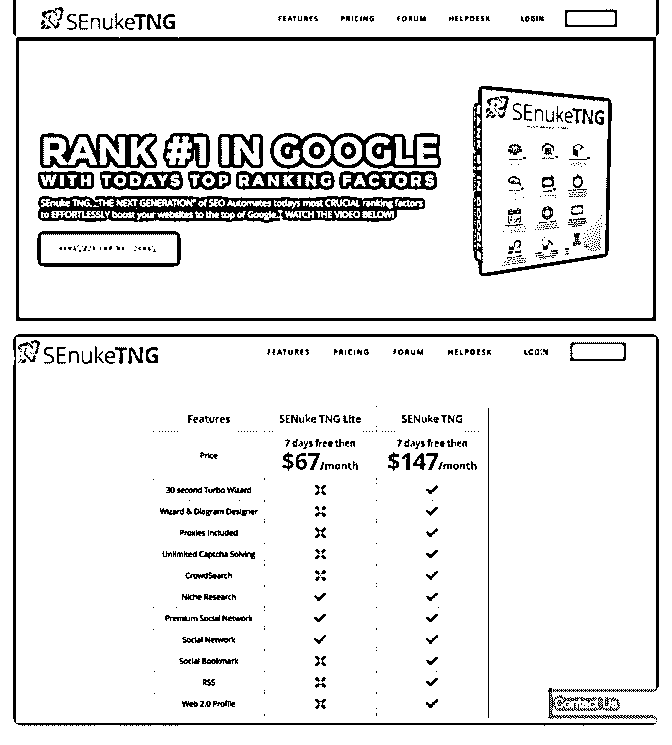 SEnukeTNG FEATURES PRICING FORUM HELPDESK LOGIN
SEnukeTNG
RANK #1 IN GOOGLE
WITH TODAYS TOP RANKING FACTORS
SEnuke TNG..."THE NEXT GENERATION" of SEO Automates todays most CRUCIAL ranking factors
to EFFORTLESSLY boost your websites to the top of Google.. WATCH THE VIDEO BELOW!
SEnukeTNG FEATURES PRICING FORUM HELPDESK LOGIN
Features SENuke TNG Lite SENuke TNG
7 days free then 7 days free then
Price $67/month $147/month
30 second Turbo Wizard
Wizard & Diagram Designer
Proxies Included
Unlimited Captcha Solving
CrowdSearch
Niche Research
Premium Social Network
Social Network
Social Bookmark
RSS
Web 2.0 Profile
Contact Us